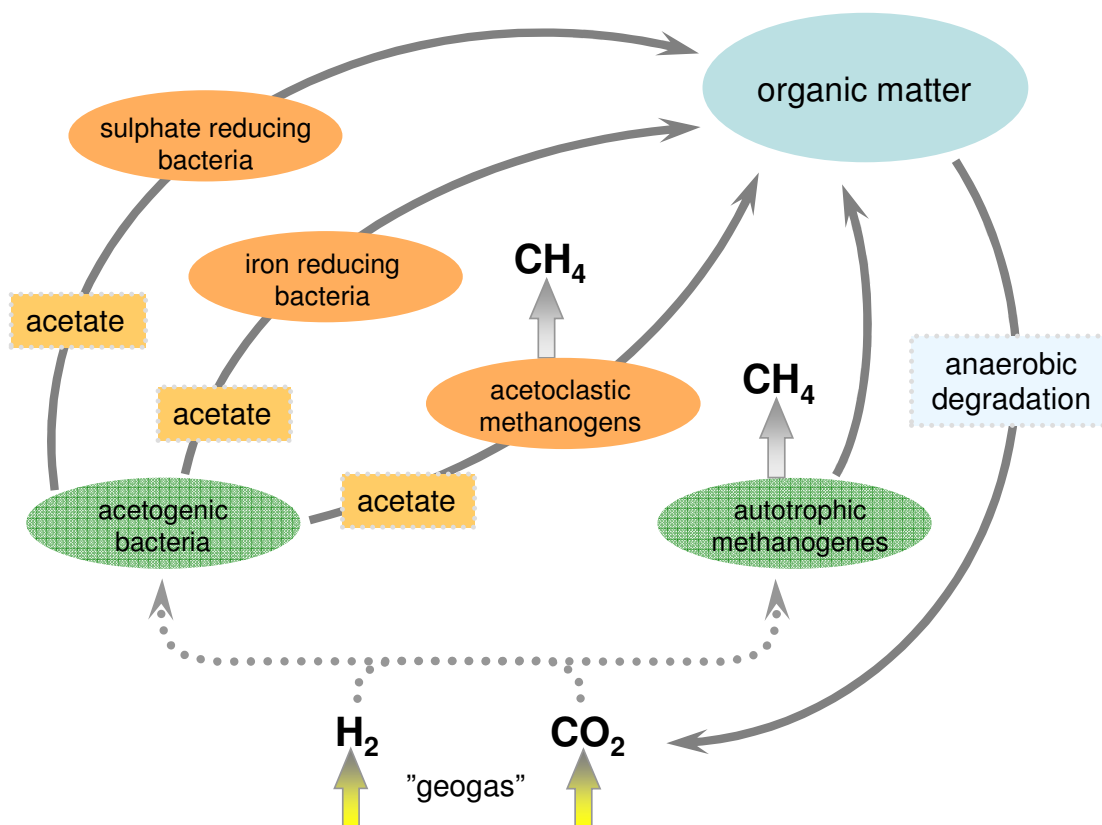 organic matter
sulphate reducing
bacteria
iron reducing
bacteria
CH₄
acetate
anaerobic
degradation
acetoclastic
methanogens
CH₄
acetate
acetate
acetogenic
bacteria
autotrophic
methanogenes
H₂
CO₂
”geogas”